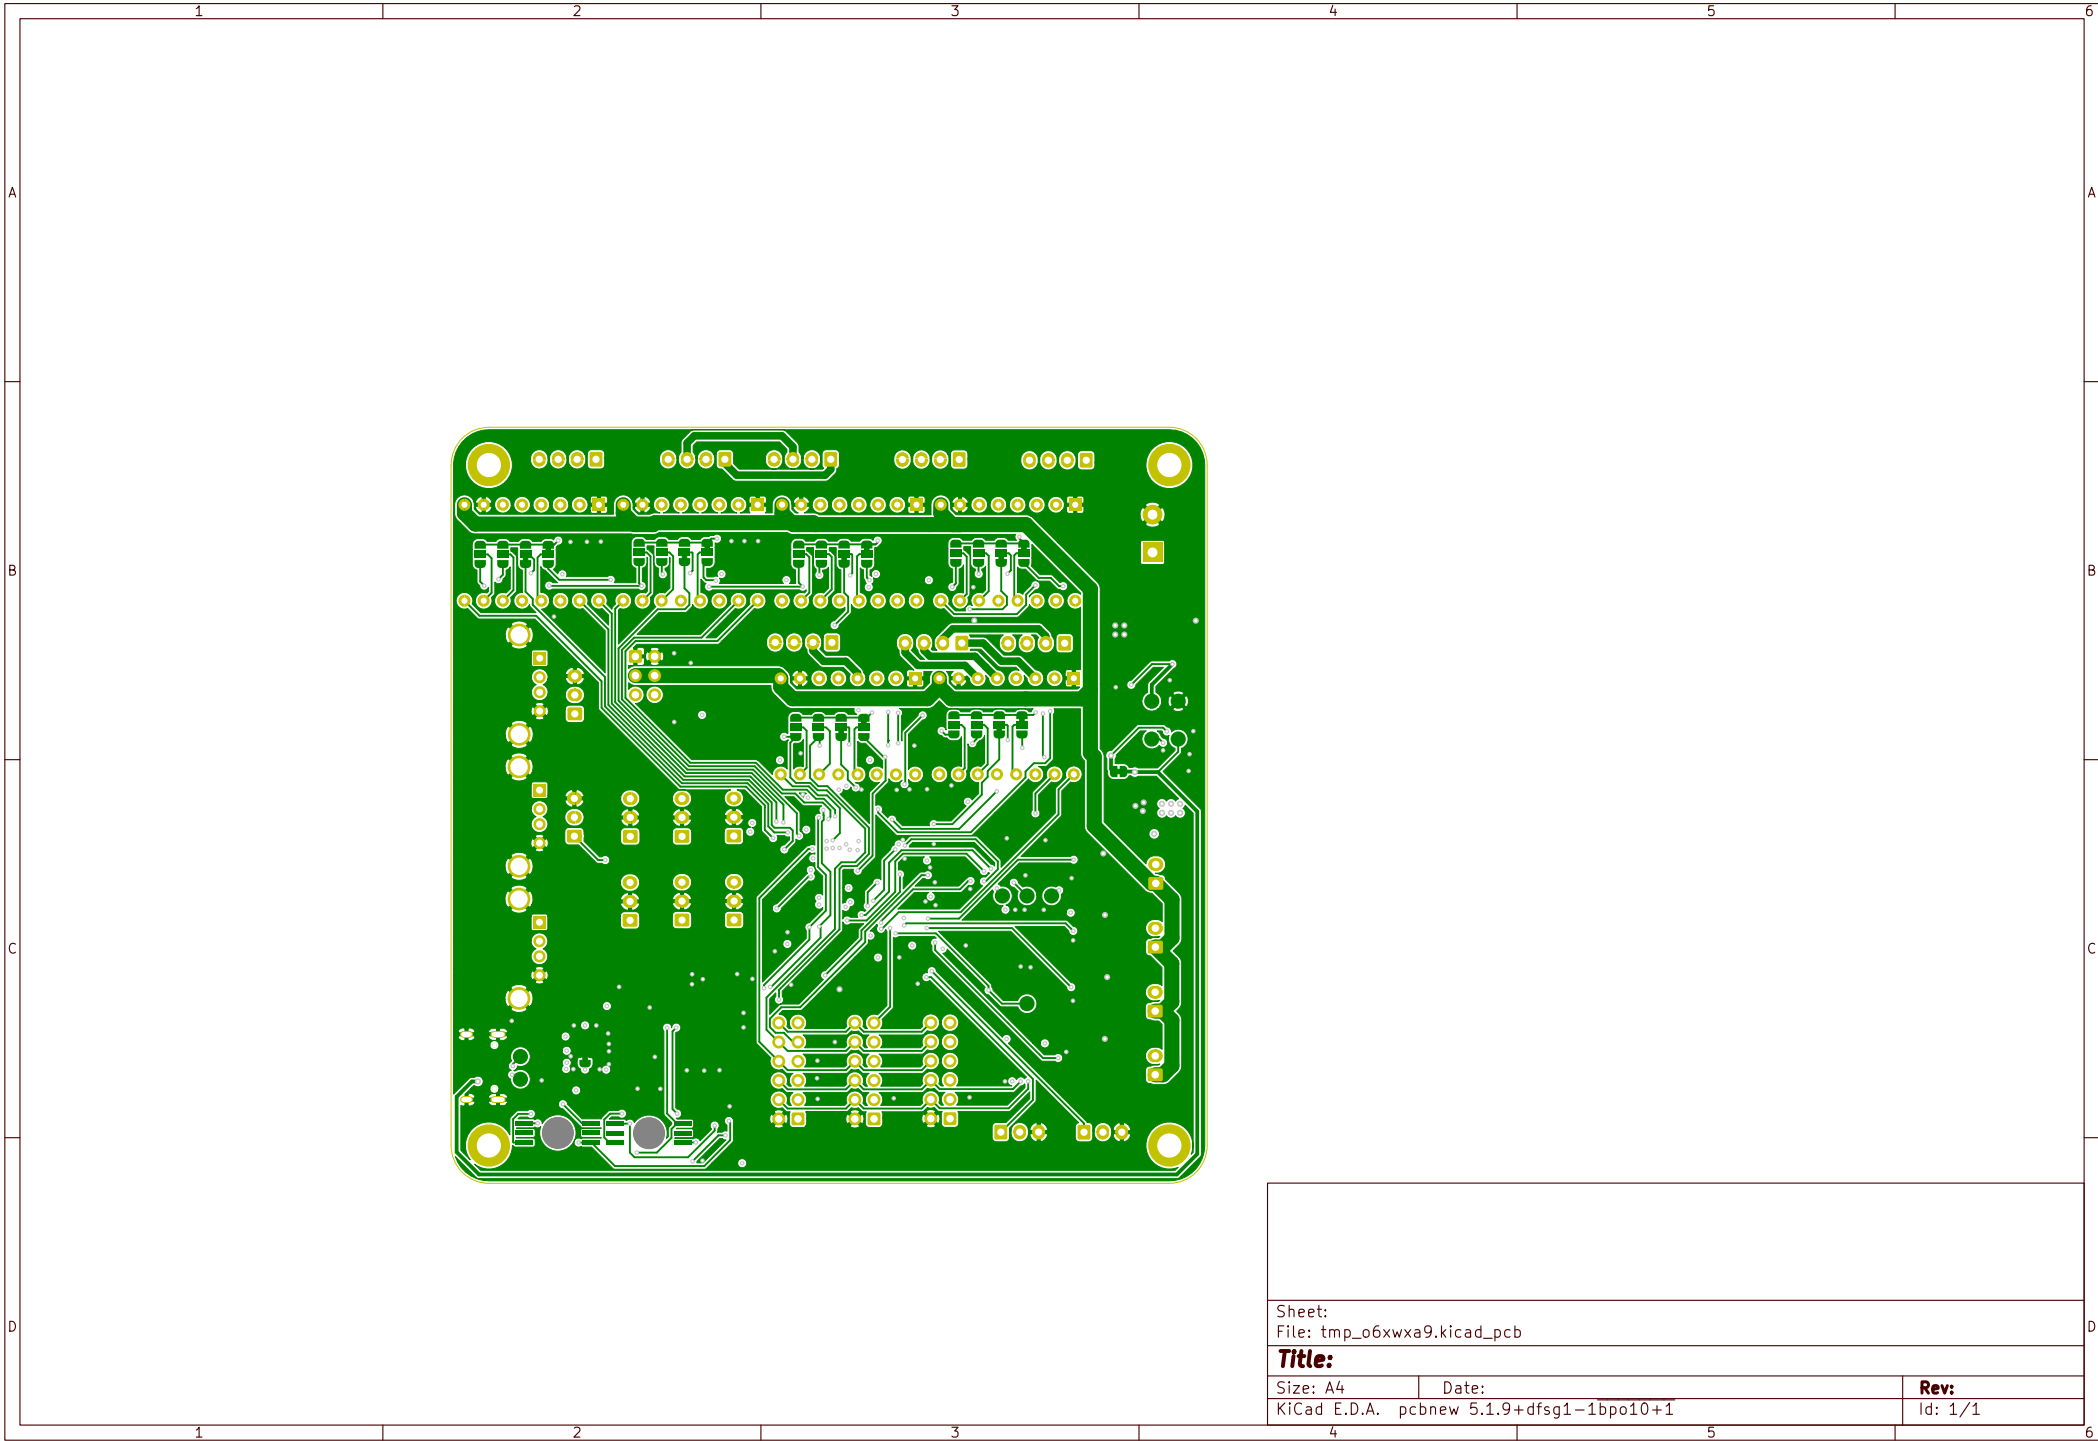 1 2 3 4 5 6
A A
B B
C C
D D
Sheet:
File: tmp_o6xwxa9.kicad_pcb
Title:
Size: A4 Date: Rev:
KiCad E.D.A. pcbnew 5.1.9+dfsg1-1bpo10+1 Id: 1/1
1 2 3 4 5 6